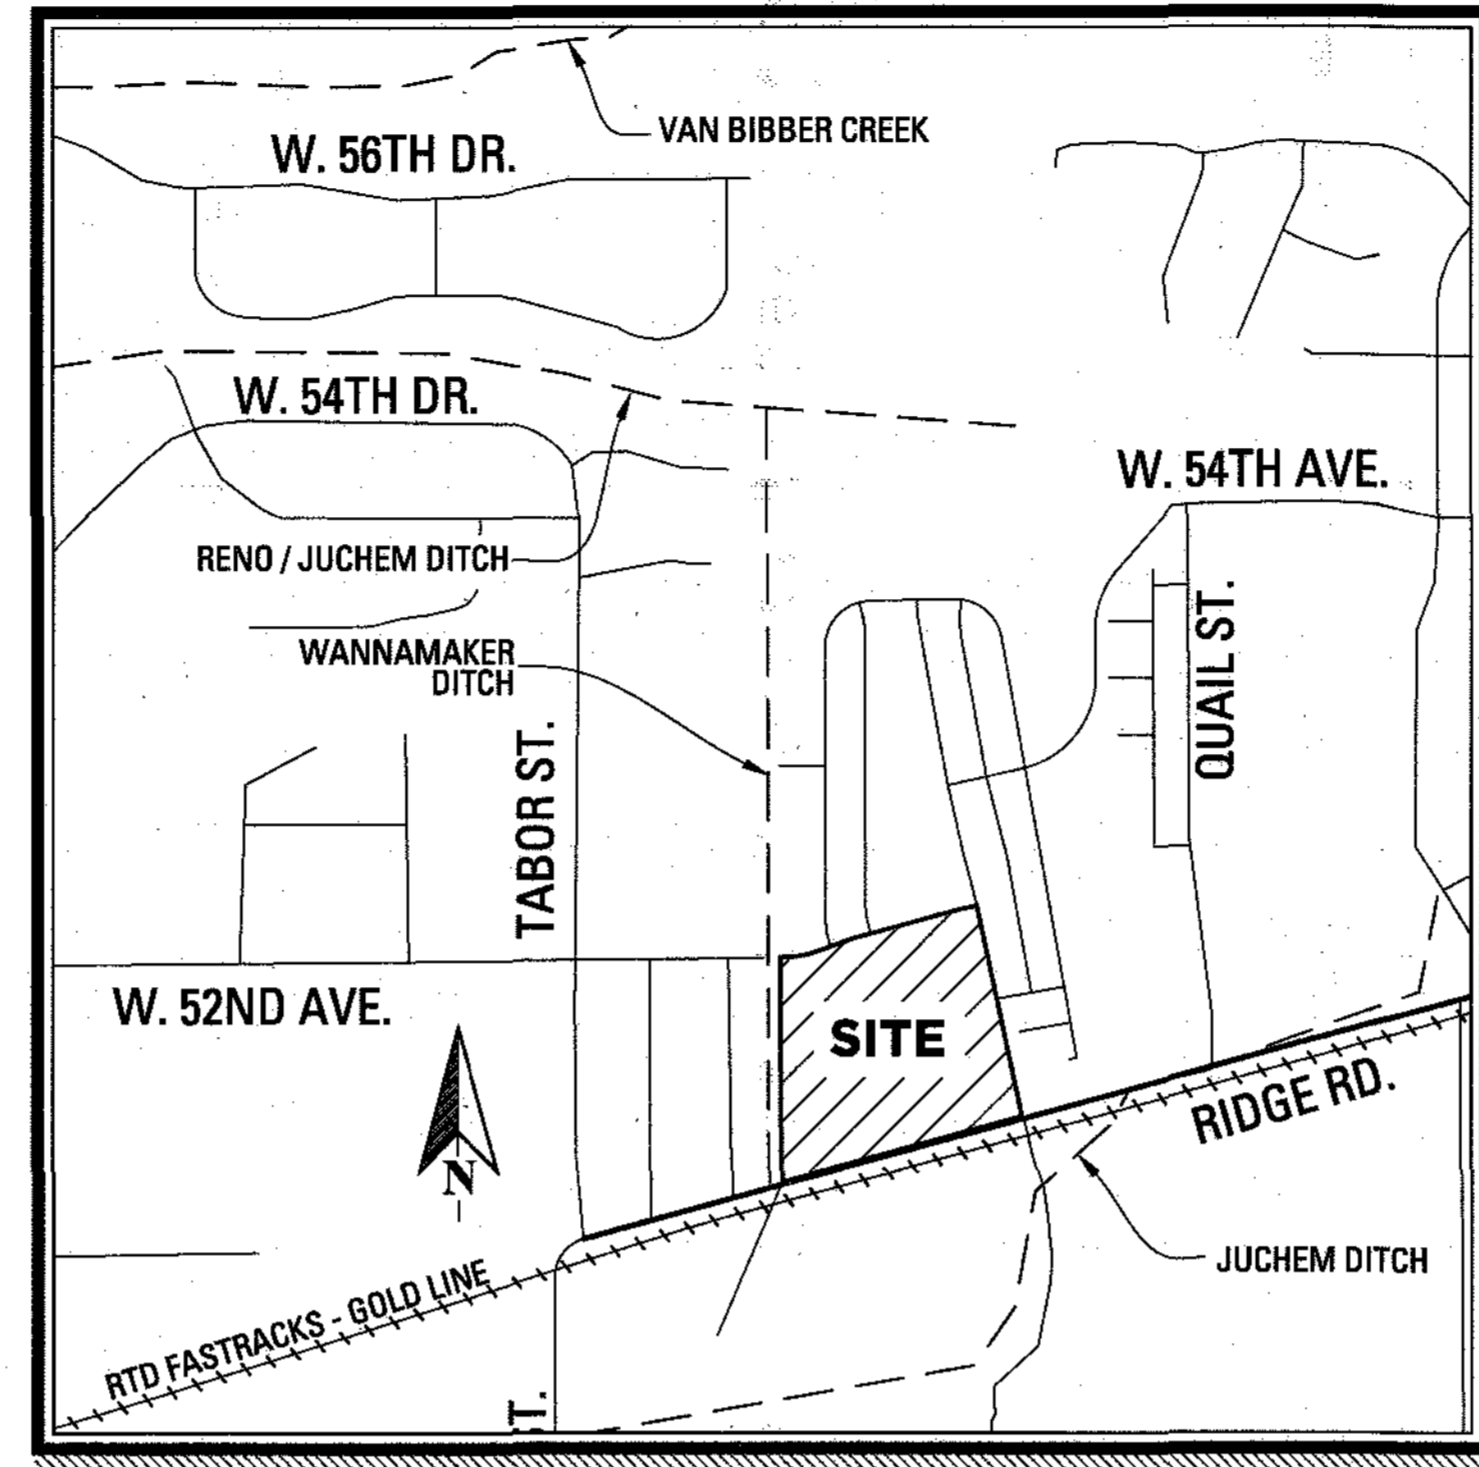 VAN BIBBER CREEK
W. 56TH DR.
W. 54TH DR.
W. 54TH AVE.
RENO / JUCHEM DITCH
WANNAMAKER
DITCH
QUAIL ST.
TABOR ST.
W. 52ND AVE.
SITE
N
RIDGE RD.
JUCHEM DITCH
RTD FASTRACKS - GOLD LINE
ST.